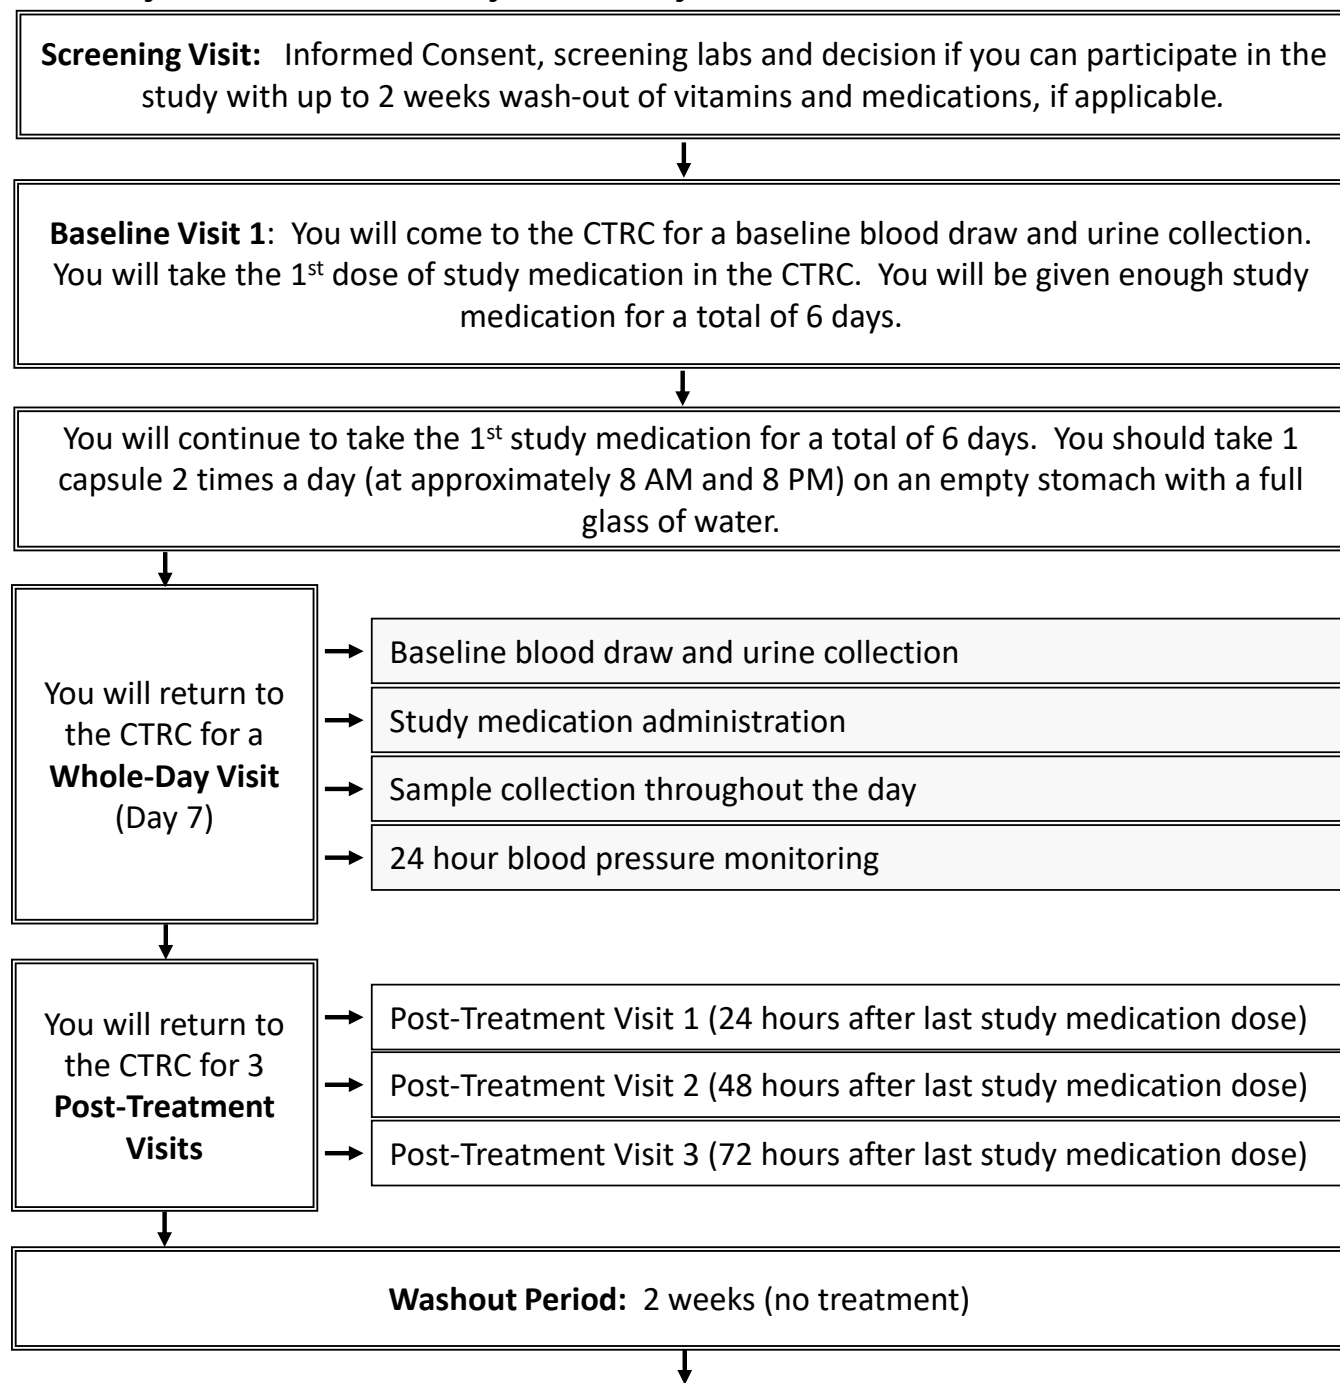 Screening Visit: Informed Consent, screening labs and decision if you can participate in the
study with up to 2 weeks wash-out of vitamins and medications, if applicable.
Baseline Visit 1: You will come to the CTRC for a baseline blood draw and urine collection.
You will take the 1st dose of study medication in the CTRC. You will be given enough study
medication for a total of 6 days.
You will continue to take the 1st study medication for a total of 6 days. You should take 1
capsule 2 times a day (at approximately 8 AM and 8 PM) on an empty stomach with a full
glass of water.
You will return to
the CTRC for a
Whole-Day Visit
(Day 7)
Baseline blood draw and urine collection
Study medication administration
Sample collection throughout the day
24 hour blood pressure monitoring
You will return to
the CTRC for 3
Post-Treatment
Visits
Post-Treatment Visit 1 (24 hours after last study medication dose)
Post-Treatment Visit 2 (48 hours after last study medication dose)
Post-Treatment Visit 3 (72 hours after last study medication dose)
Washout Period: 2 weeks (no treatment)